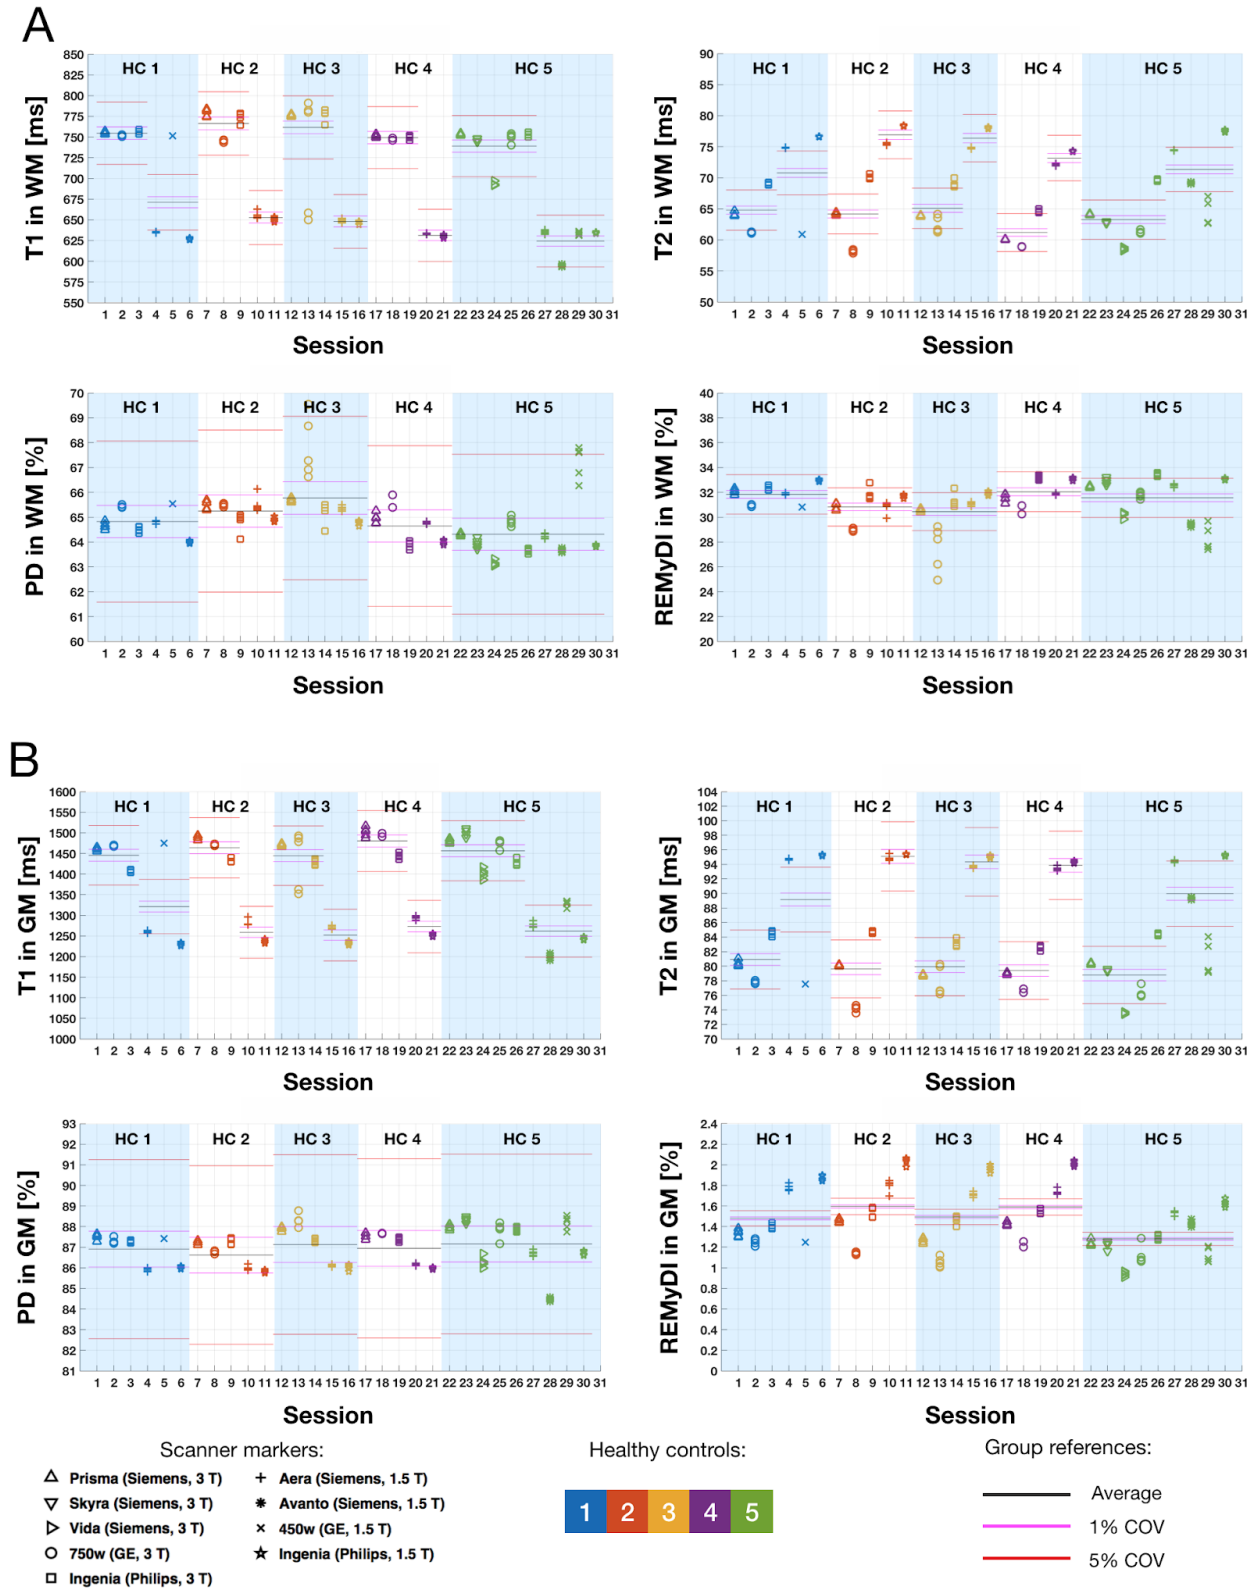 A
HC 1 HC 2 HC 3 HC 4 HC 5
T1 in WM [ms]
850
825
800
775
750
725
700
675
650
625
600
575
550
1 2 3 4 5 6 7 8 9 10 11 12 13 14 15 16 17 18 19 20 21 22 23 24 25 26 27 28 29 30 31
Session
HC 1 HC 2 HC 3 HC 4 HC 5
T2 in WM [ms]
90
85
80
75
70
65
60
55
50
1 2 3 4 5 6 7 8 9 10 11 12 13 14 15 16 17 18 19 20 21 22 23 24 25 26 27 28 29 30 31
Session
HC 1 HC 2 HC 3 HC 4 HC 5
PD in WM [%]
70
69
68
67
66
65
64
63
62
61
60
1 2 3 4 5 6 7 8 9 10 11 12 13 14 15 16 17 18 19 20 21 22 23 24 25 26 27 28 29 30 31
Session
HC 1 HC 2 HC 3 HC 4 HC 5
REMyDI in WM [%]
40
38
36
34
32
30
28
26
24
22
20
1 2 3 4 5 6 7 8 9 10 11 12 13 14 15 16 17 18 19 20 21 22 23 24 25 26 27 28 29 30 31
Session
B
HC 1 HC 2 HC 3 HC 4 HC 5
T1 in GM [ms]
1600
1550
1500
1450
1400
1350
1300
1250
1200
1150
1100
1050
1000
1 2 3 4 5 6 7 8 9 10 11 12 13 14 15 16 17 18 19 20 21 22 23 24 25 26 27 28 29 30 31
Session
HC 1 HC 2 HC 3 HC 4 HC 5
T2 in GM [ms]
104
102
100
98
96
94
92
90
88
86
84
82
80
78
76
74
72
70
1 2 3 4 5 6 7 8 9 10 11 12 13 14 15 16 17 18 19 20 21 22 23 24 25 26 27 28 29 30 31
Session
HC 1 HC 2 HC 3 HC 4 HC 5
PD in GM [%]
93
92
91
90
89
88
87
86
85
84
83
82
81
1 2 3 4 5 6 7 8 9 10 11 12 13 14 15 16 17 18 19 20 21 22 23 24 25 26 27 28 29 30 31
Session
HC 1 HC 2 HC 3 HC 4 HC 5
REMyDI in GM [%]
2.4
2.2
2
1.8
1.6
1.4
1.2
1
0.8
0.6
0.4
0.2
0
1 2 3 4 5 6 7 8 9 10 11 12 13 14 15 16 17 18 19 20 21 22 23 24 25 26 27 28 29 30 31
Session
Scanner markers:
Prisma (Siemens, 3 T)
Skyra (Siemens, 3 T)
Vida (Siemens, 3 T)
750w (GE, 3 T)
Ingenia (Philips, 3 T)
Aera (Siemens, 1.5 T)
Avanto (Siemens, 1.5 T)
450w (GE, 1.5 T)
Ingenia (Philips, 1.5 T)
Healthy controls:
1 2 3 4 5
Group references:
Average
1% COV
5% COV